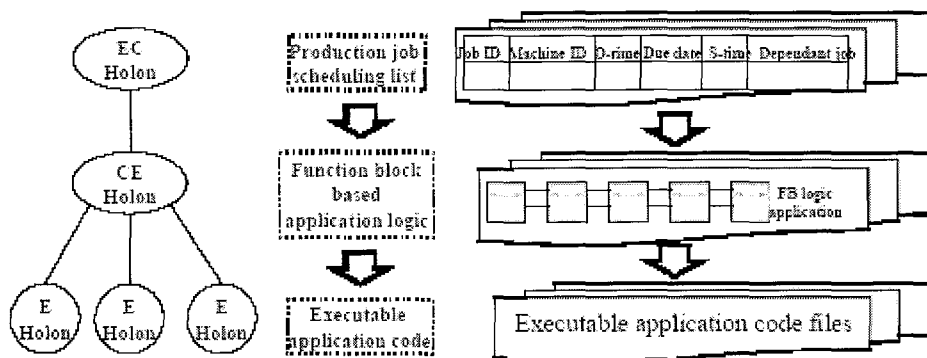 EC
Holon
Production job
scheduling list
Job ID Machine ID O-time Due date S-time Dependant job
CE
Holon
Function block
based
application logic
FB logic
application
E
Holon
E
Holon
E
Holon
Executable
application code
Executable application code files